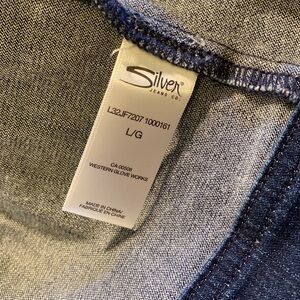 Silver
JEANS CO.
L32JF7207 1000161
L/G
CA 00508
WESTERN GLOVE WORKS
MADE IN CHINA/
FABRIQUÉ EN CHINE